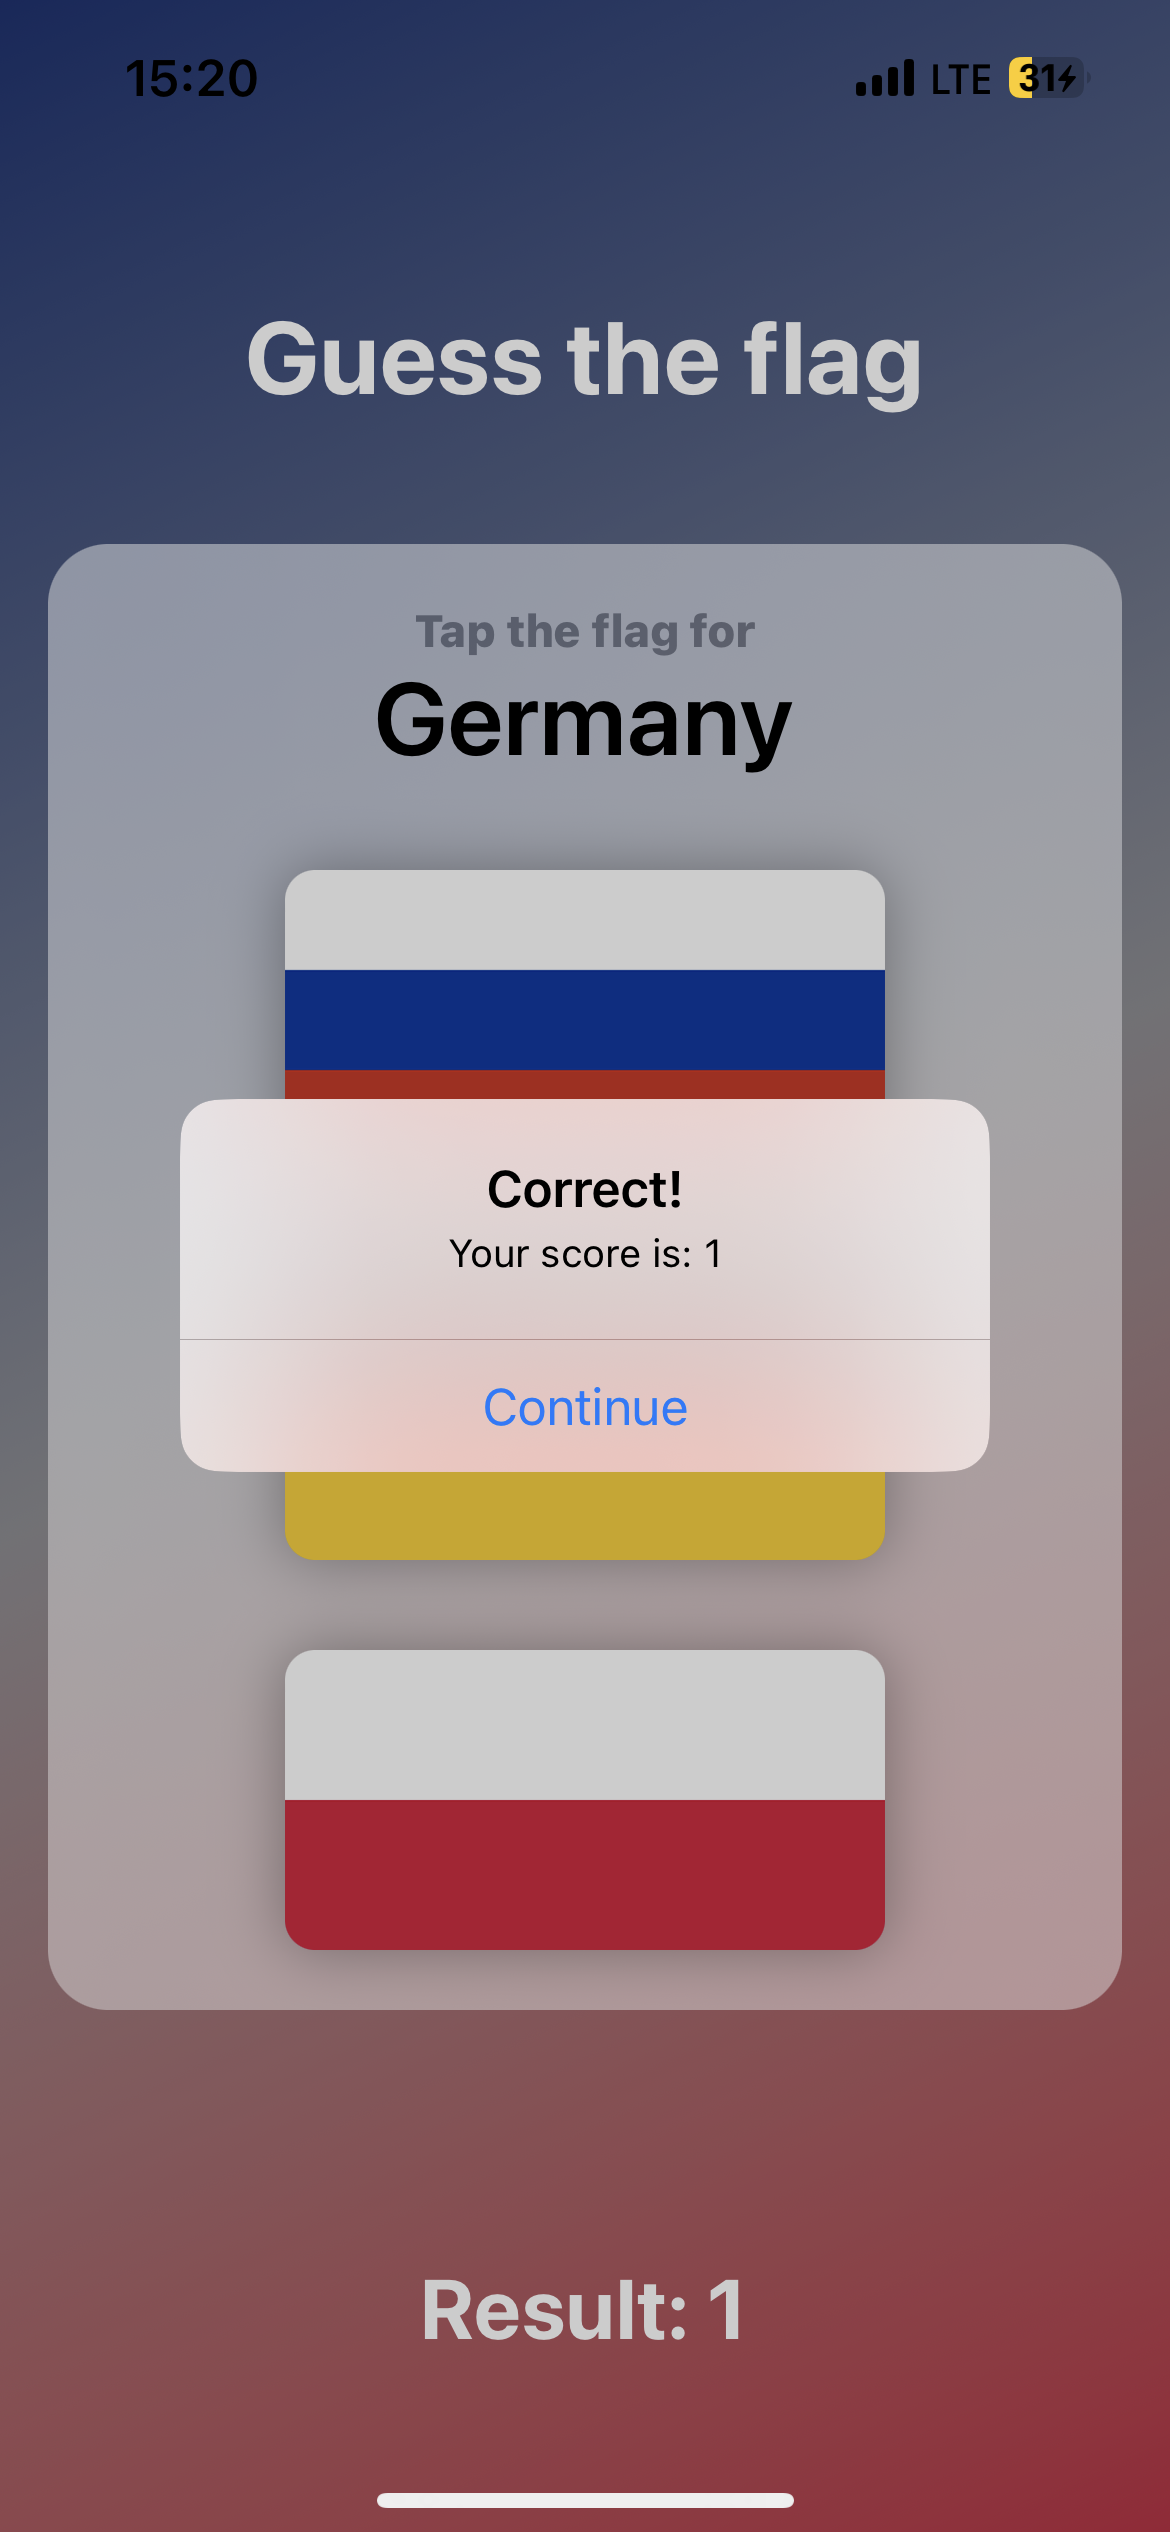 15:20
LTE
31
Guess the flag
Tap the flag for
Germany
Correct!
Your score is: 1
Continue
Result: 1